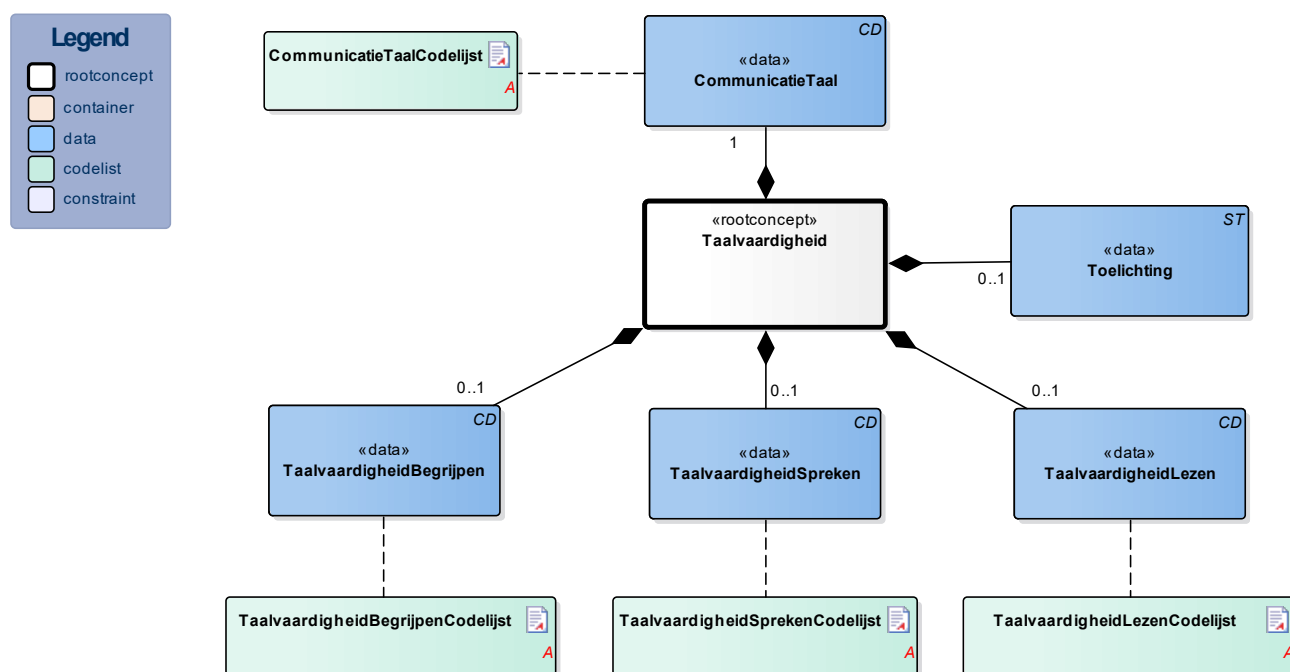 Legend
rootconcept
container
data
codelist
constraint
CommunicatieTaalCodelijst
A
CD
«data»
CommunicatieTaal
1
«rootconcept»
Taalvaardigheid
ST
«data»
Toelichting
0..1
0..1
0..1
0..1
CD
«data»
TaalvaardigheidBegrijpen
CD
«data»
TaalvaardigheidSpreken
CD
«data»
TaalvaardigheidLezen
TaalvaardigheidBegrijpenCodelijst
A
TaalvaardigheidSprekenCodelijst
A
TaalvaardigheidLezenCodelijst
A